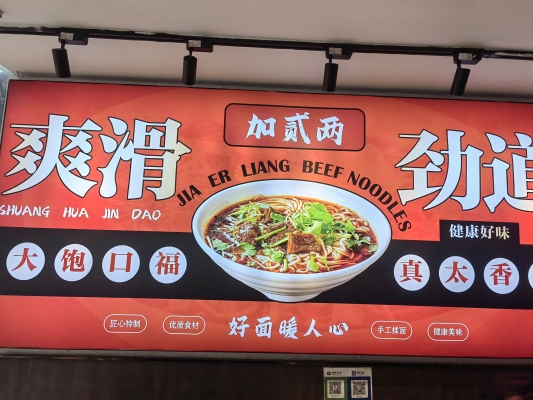 加贰两
爽滑
劲道
JIA ER LIANG BEEF NOODLES
SHUANG HUA JIN DAO
健康好味
大饱口福
真太香
匠心特制
优质食材
好面暖人心
手工揉面
健康美味